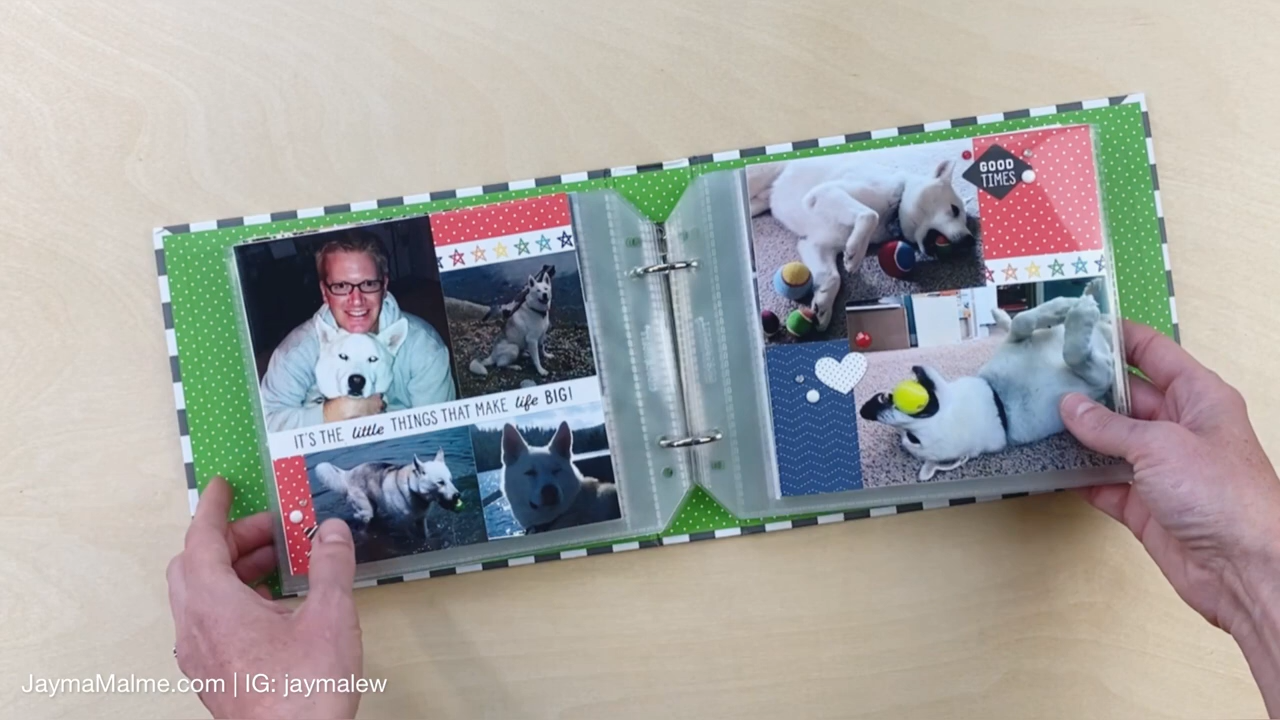 GOOD
TIMES
IT'S THE little THINGS THAT MAKE life BIG!
JaymaMalme.com | IG: jaymalew